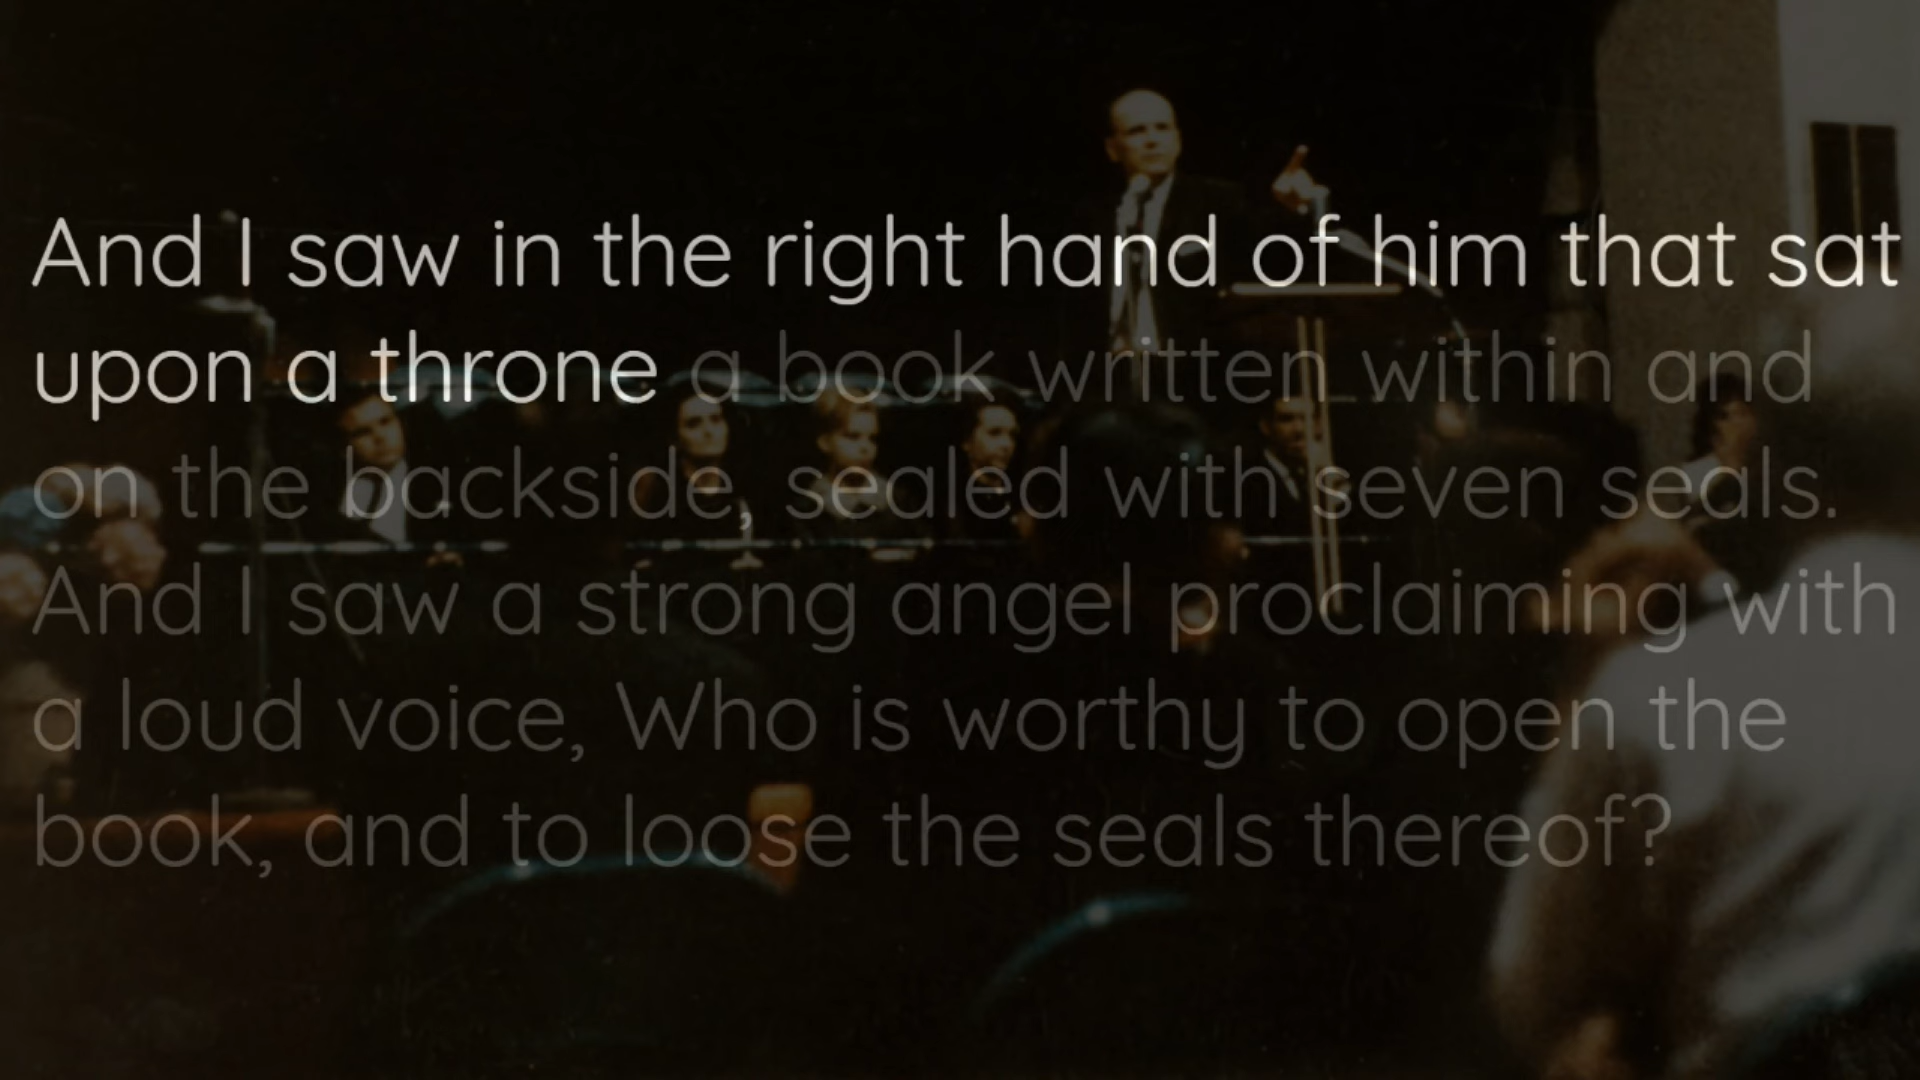 And I saw in the right hand of him that sat
upon a throne a book written within and
on the backside, sealed with seven seals.
And I saw a strong angel proclaiming with
a loud voice, Who is worthy to open the
book, and to loose the seals thereof?